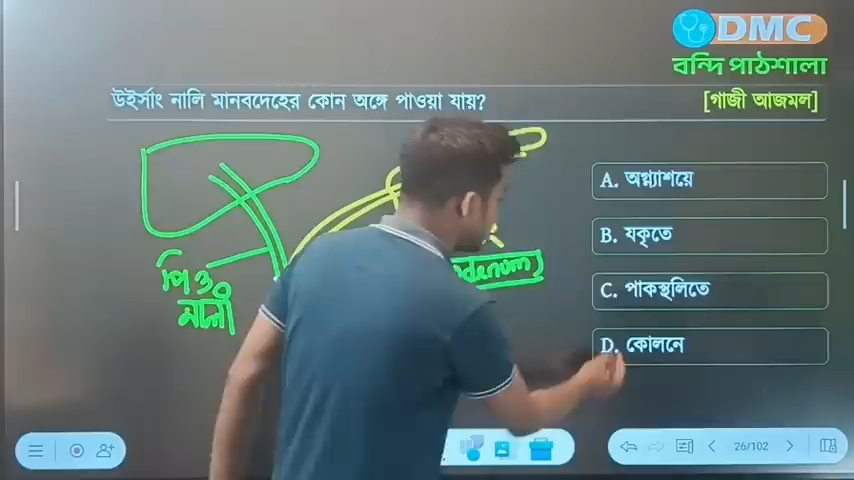 DMC
বন্দি পাঠশালা
উইর্সাং নালি মানবদেহের কোন অঙ্গে পাওয়া যায়?
[গাজী আজমল]
A. অগ্ন্যাশয়ে
B. যকৃতে
C. পাকস্থলিতে
D. কোলনে
পিত্ত
নালী
26/102